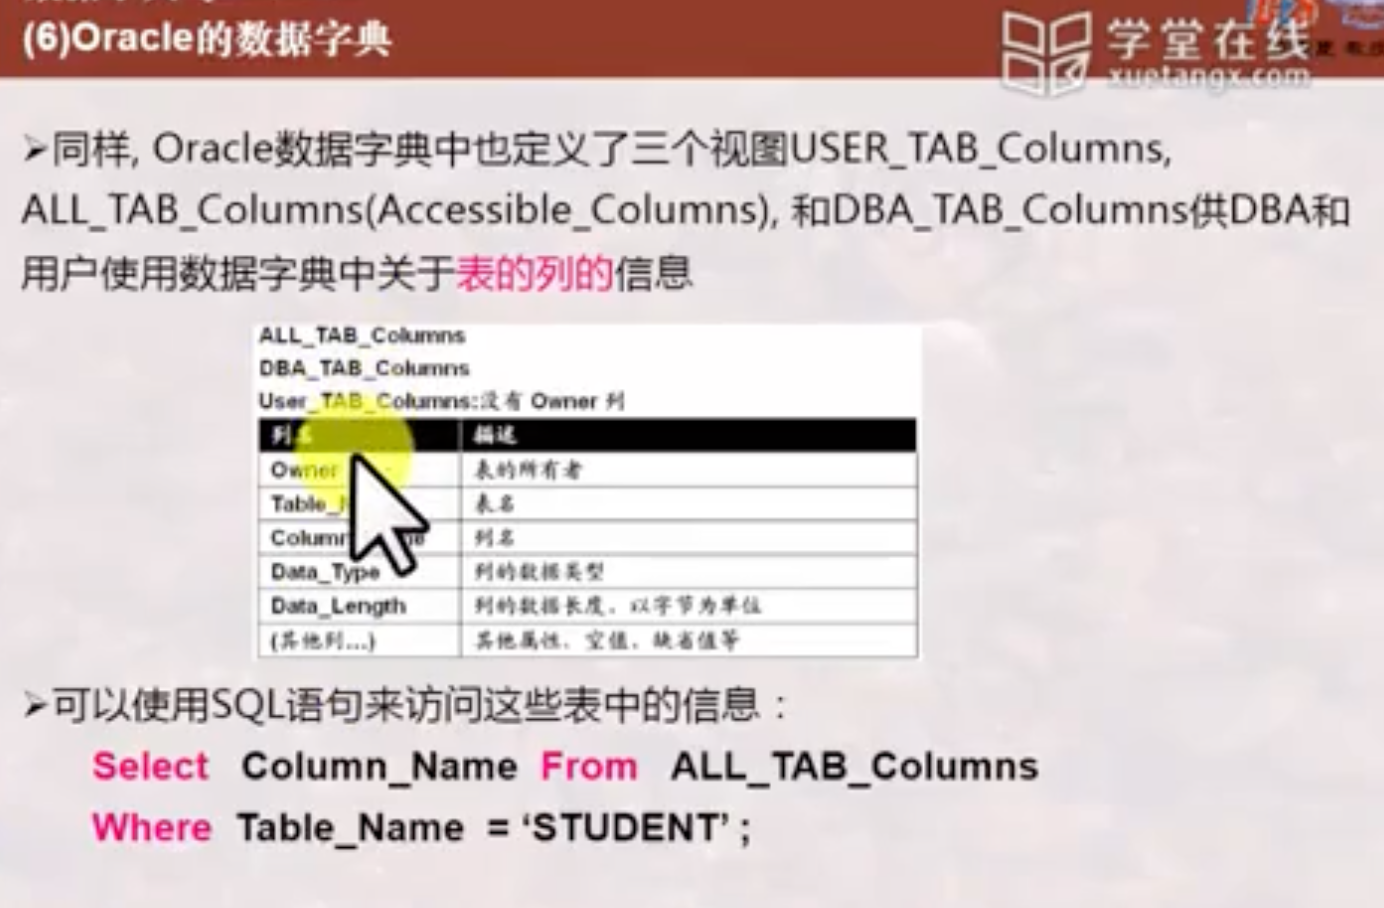 (6)Oracle的数据字典
学堂在线
xuetangx.com
➢同样, Oracle数据字典中也定义了三个视图USER_TAB_Columns,
ALL_TAB_Columns(Accessible_Columns), 和DBA_TAB_Columns供DBA和
用户使用数据字典中关于表的列的信息
ALL_TAB_Columns
DBA_TAB_Columns
User_TAB_Columns:没有 Owner 列
列名 描述
Owner 表的所有者
Table_ 表名
Column 列名
Data_Type 列的数据类型
Data_Length 列的数据长度，以字节为单位
(其他列...) 其他属性、空值、缺省值等
➢可以使用SQL语句来访问这些表中的信息：
Select Column_Name From ALL_TAB_Columns
Where Table_Name = ‘STUDENT’ ;